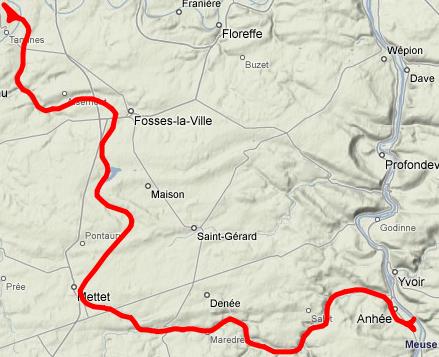 Franière
Floreffe
Tamines
Wépion
Buzet
Dave
Fosses-la-Ville
Profondev
Maison
Godinne
Saint-Gérard
Pontaury
Yvoir
Prée
Mettet
Denée
Anhée
Maredre
Meuse